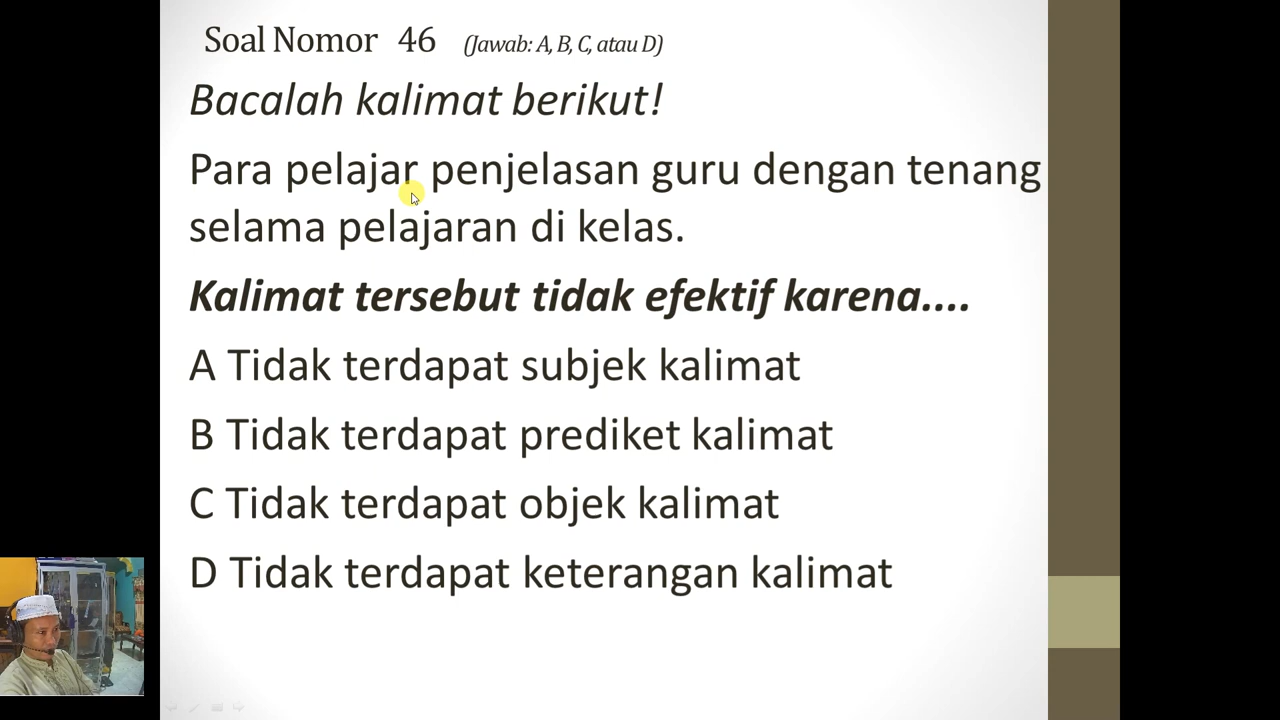 Soal Nomor 46 (Jawab: A, B, C, atau D)
Bacalah kalimat berikut!
Para pelajar penjelasan guru dengan tenang
selama pelajaran di kelas.
Kalimat tersebut tidak efektif karena....
A Tidak terdapat subjek kalimat
B Tidak terdapat prediket kalimat
C Tidak terdapat objek kalimat
D Tidak terdapat keterangan kalimat